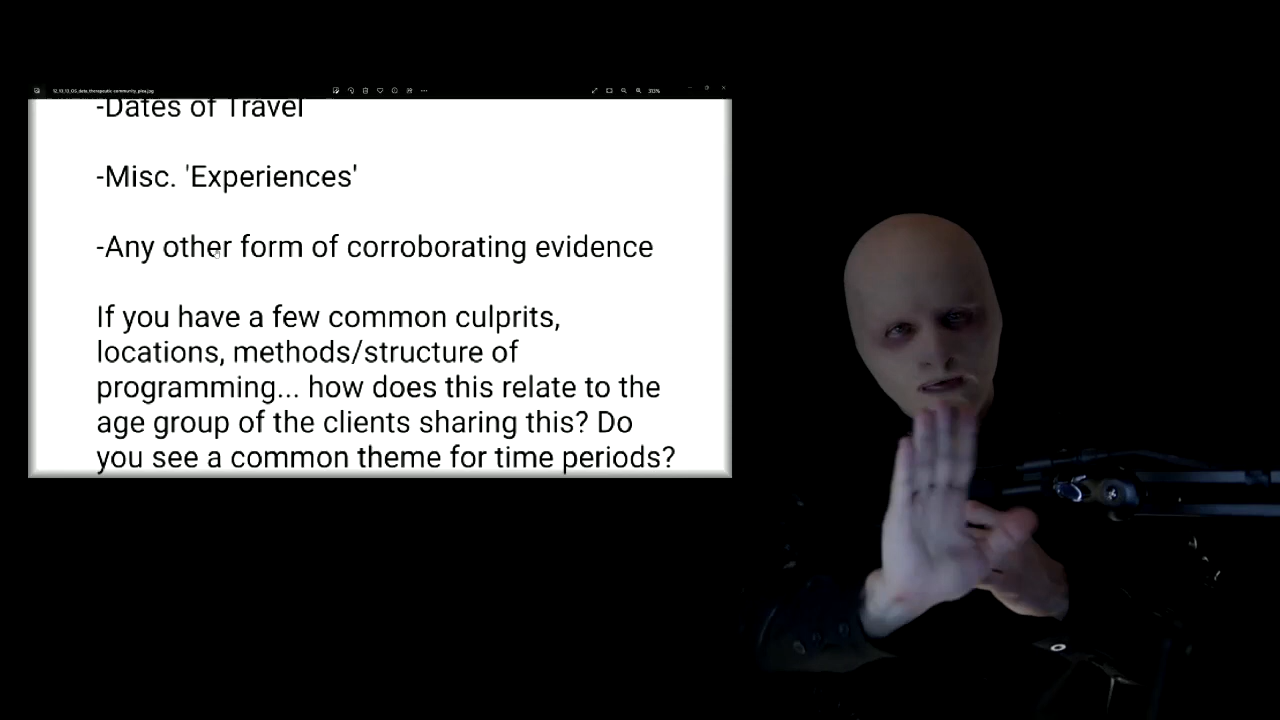 -Dates of Travel
-Misc. 'Experiences'
-Any other form of corroborating evidence
If you have a few common culprits,
locations, methods/structure of
programming... how does this relate to the
age group of the clients sharing this? Do
you see a common theme for time periods?